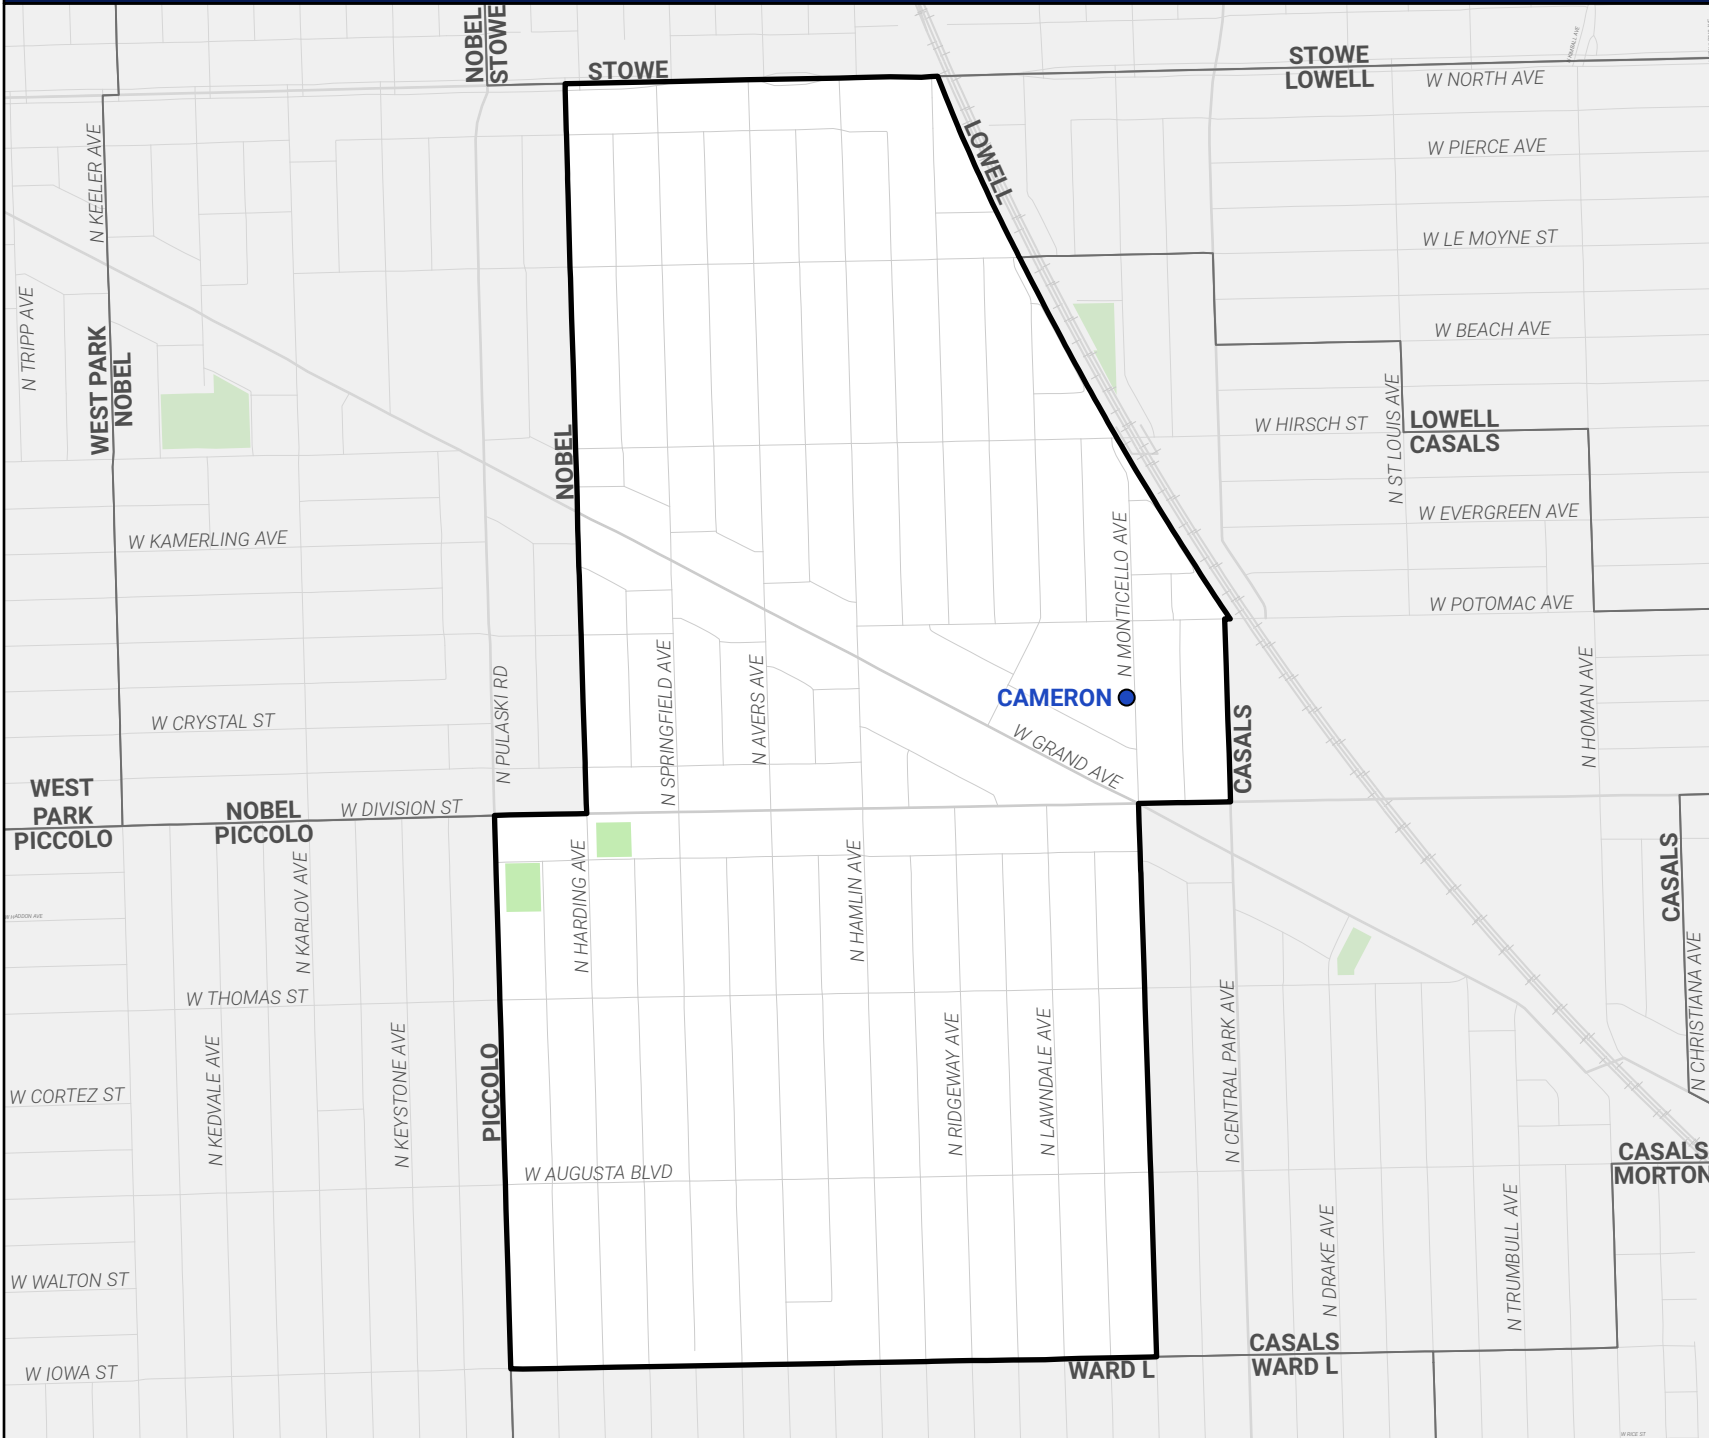 NOBEL
STOWE
STOWE
STOWE
LOWELL
W NORTH AVE
N KEELER AVE
LOWELL
W PIERCE AVE
W LE MOYNE ST
N TRIPP AVE
WEST PARK
NOBEL
W BEACH AVE
NOBEL
W HIRSCH ST
N ST LOUIS AVE
LOWELL
CASALS
W KAMERLING AVE
W EVERGREEN AVE
N MONTICELLO AVE
W POTOMAC AVE
N PULASKI RD
N SPRINGFIELD AVE
N AVERS AVE
CAMERON
W GRAND AVE
CASALS
N HOMAN AVE
W CRYSTAL ST
WEST
PARK
PICCOLO
NOBEL
PICCOLO
W DIVISION ST
N KARLOV AVE
N HARDING AVE
N HAMLIN AVE
CASALS
W HADDON AVE
N CHRISTIANA AVE
W THOMAS ST
N KEDVALE AVE
N KEYSTONE AVE
PICCOLO
N RIDGEWAY AVE
N LAWNDALE AVE
N CENTRAL PARK AVE
W CORTEZ ST
CASALS
MORTON
W AUGUSTA BLVD
N DRAKE AVE
N TRUMBULL AVE
W WALTON ST
W IOWA ST
WARD L
CASALS
WARD L
W RICE ST